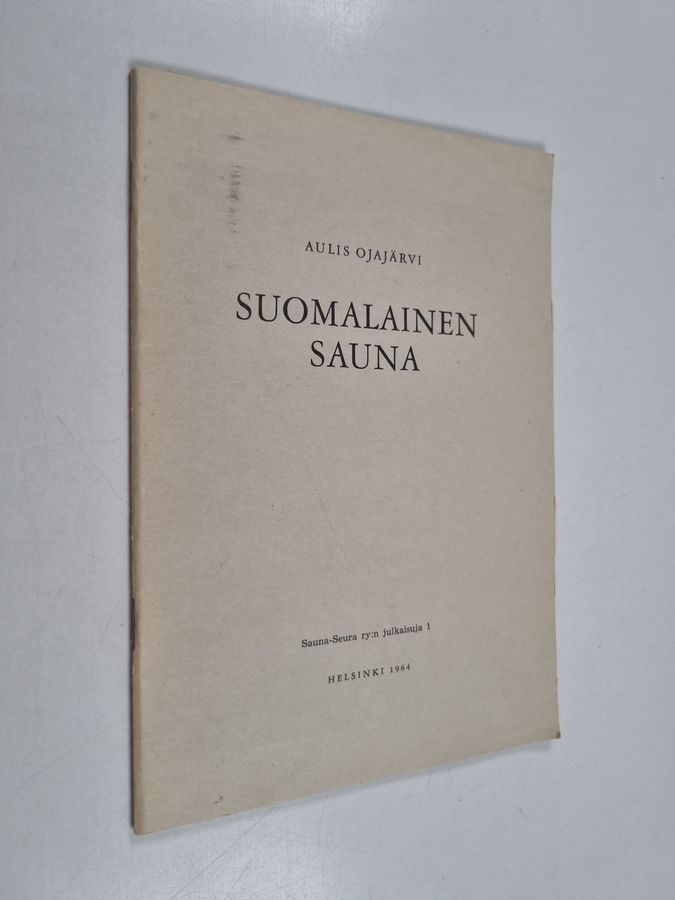 AULIS OJAJÄRVI
SUOMALAINEN
SAUNA
Sauna-Seura ry:n julkaisuja 1
HELSINKI 1964